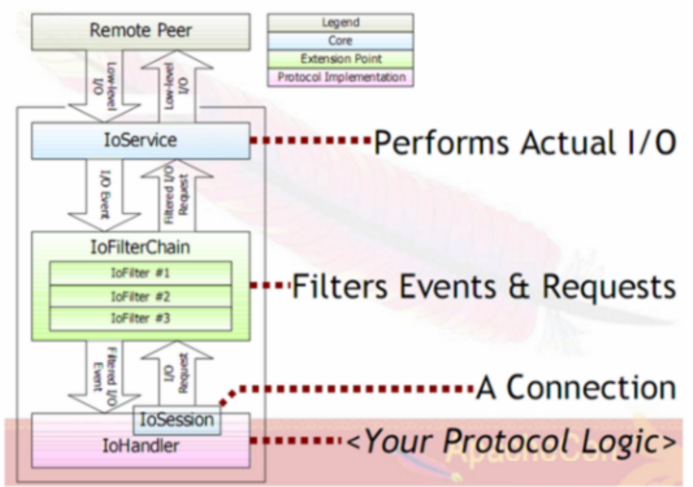 Remote Peer
Legend
Core
Extension Point
Protocol Implementation
Low-level
I/O
Low-level
I/O
IoService
Performs Actual I/O
I/O Event
Filtered I/O
Request
IoFilterChain
IoFilter #1
IoFilter #2
IoFilter #3
Filters Events & Requests
Filtered I/O
Event
I/O
Request
A Connection
IoSession
IoHandler
<Your Protocol Logic>
ApacheCon